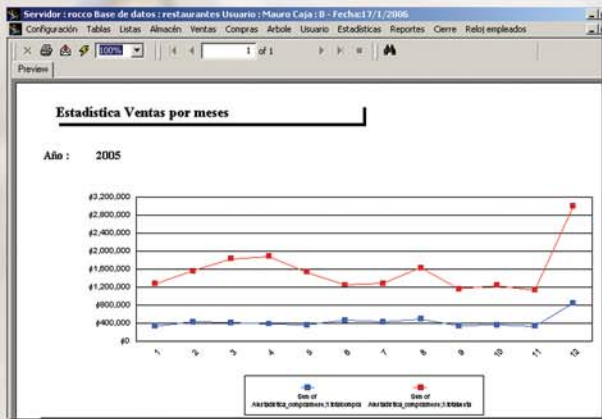 Servidor : rocco Base de datos : restaurantes Usuario : Mauro Caja : 0 - Fecha:17/1/2006
Configuración Tablas Listas Almacén Ventas Compras Arbole Usuario Estadísticas Reportes Cierre Reloj empleados
100% 1 of 1
Preview
Estadística Ventas por meses
Año : 2005
¢3,200,000
¢2,800,000
¢2,400,000
¢2,000,000
¢1,600,000
¢1,200,000
¢800,000
¢400,000
¢0
1 2 3 4 5 6 7 8 9 10 11 12
Sum of Sum of